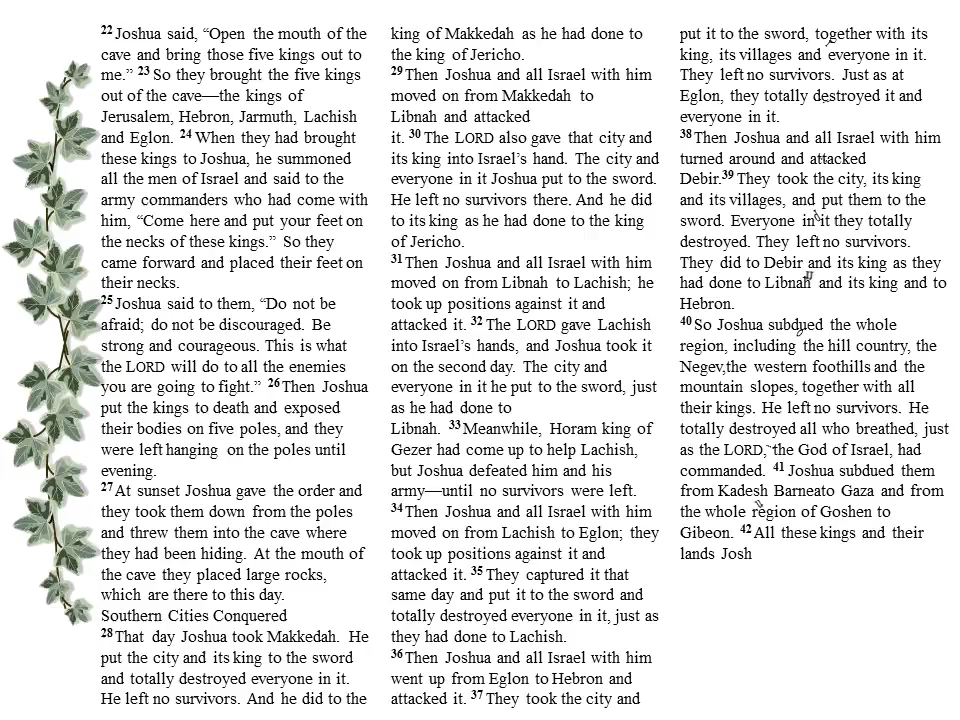 22 Joshua said, “Open the mouth of the
cave and bring those five kings out to
me.” 23 So they brought the five kings
out of the cave—the kings of
Jerusalem, Hebron, Jarmuth, Lachish
and Eglon. 24 When they had brought
these kings to Joshua, he summoned
all the men of Israel and said to the
army commanders who had come with
him, “Come here and put your feet on
the necks of these kings.” So they
came forward and placed their feet on
their necks.
25 Joshua said to them, “Do not be
afraid; do not be discouraged. Be
strong and courageous. This is what
the LORD will do to all the enemies
you are going to fight.” 26 Then Joshua
put the kings to death and exposed
their bodies on five poles, and they
were left hanging on the poles until
evening.
27 At sunset Joshua gave the order and
they took them down from the poles
and threw them into the cave where
they had been hiding. At the mouth of
the cave they placed large rocks,
which are there to this day.
Southern Cities Conquered
28 That day Joshua took Makkedah. He
put the city and its king to the sword
and totally destroyed everyone in it.
He left no survivors. And he did to the
king of Makkedah as he had done to
the king of Jericho.
29 Then Joshua and all Israel with him
moved on from Makkedah to
Libnah and attacked
it. 30 The LORD also gave that city and
its king into Israel’s hand. The city and
everyone in it Joshua put to the sword.
He left no survivors there. And he did
to its king as he had done to the king
of Jericho.
31 Then Joshua and all Israel with him
moved on from Libnah to Lachish; he
took up positions against it and
attacked it. 32 The LORD gave Lachish
into Israel’s hands, and Joshua took it
on the second day. The city and
everyone in it he put to the sword, just
as he had done to
Libnah. 33 Meanwhile, Horam king of
Gezer had come up to help Lachish,
but Joshua defeated him and his
army—until no survivors were left.
34 Then Joshua and all Israel with him
moved on from Lachish to Eglon; they
took up positions against it and
attacked it. 35 They captured it that
same day and put it to the sword and
totally destroyed everyone in it, just as
they had done to Lachish.
36 Then Joshua and all Israel with him
went up from Eglon to Hebron and
attacked it. 37 They took the city and
put it to the sword, together with its
king, its villages and everyone in it.
They left no survivors. Just as at
Eglon, they totally destroyed it and
everyone in it.
38 Then Joshua and all Israel with him
turned around and attacked
Debir.39 They took the city, its king
and its villages, and put them to the
sword. Everyone in it they totally
destroyed. They left no survivors.
They did to Debir and its king as they
had done to Libnah and its king and to
Hebron.
40 So Joshua subdued the whole
region, including the hill country, the
Negev,the western foothills and the
mountain slopes, together with all
their kings. He left no survivors. He
totally destroyed all who breathed, just
as the LORD, the God of Israel, had
commanded. 41 Joshua subdued them
from Kadesh Barneato Gaza and from
the whole region of Goshen to
Gibeon. 42 All these kings and their
lands Josh